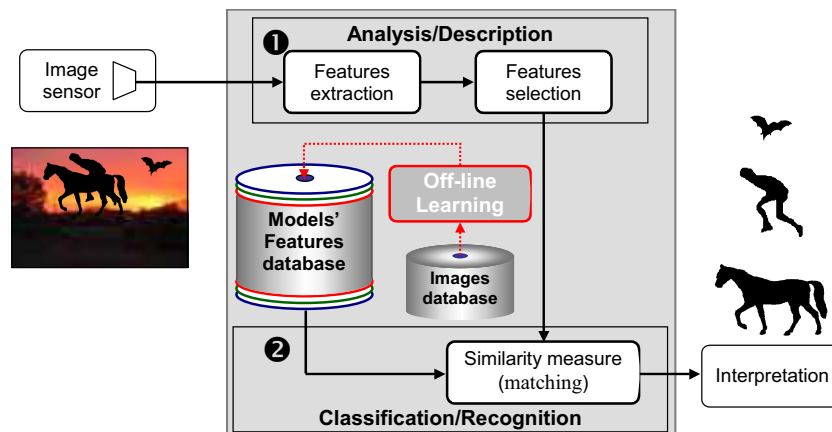 ❶
Analysis/Description
Image
sensor
Features
extraction
Features
selection
Off-line
Learning
Models’
Features
database
Images
database
❷
Similarity measure
(matching)
Interpretation
Classification/Recognition